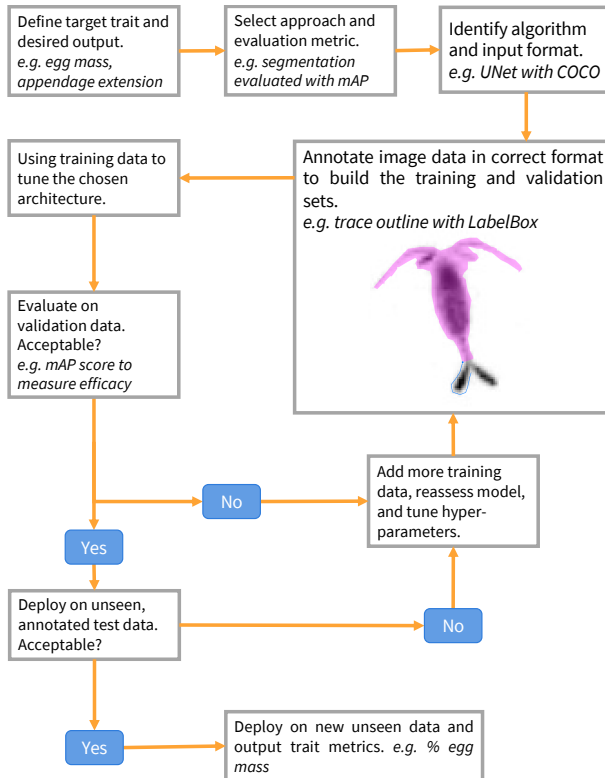 Define target trait and
desired output.
e.g. egg mass,
appendage extension
Select approach and
evaluation metric.
e.g. segmentation
evaluated with mAP
Identify algorithm
and input format.
e.g. UNet with COCO
Annotate image data in correct format
to build the training and validation
sets.
e.g. trace outline with LabelBox
Using training data to
tune the chosen
architecture.
Evaluate on
validation data.
Acceptable?
e.g. mAP score to
measure efficacy
No
Add more training
data, reassess model,
and tune hyper-
parameters.
Yes
Deploy on unseen,
annotated test data.
Acceptable?
No
Yes
Deploy on new unseen data and
output trait metrics. e.g. % egg
mass